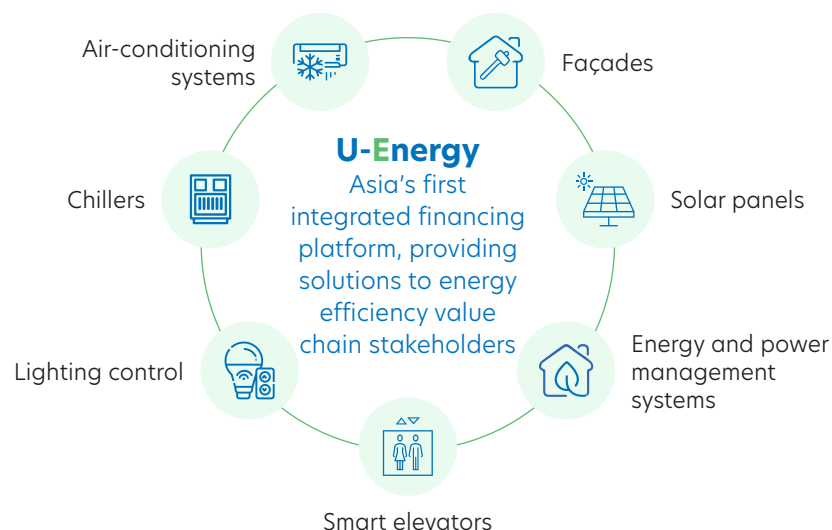 Air-conditioning
systems
Façades
U-Energy
Asia's first
integrated financing
platform, providing
solutions to energy
efficiency value
chain stakeholders
Chillers
Solar panels
Lighting control
Energy and power
management
systems
Smart elevators